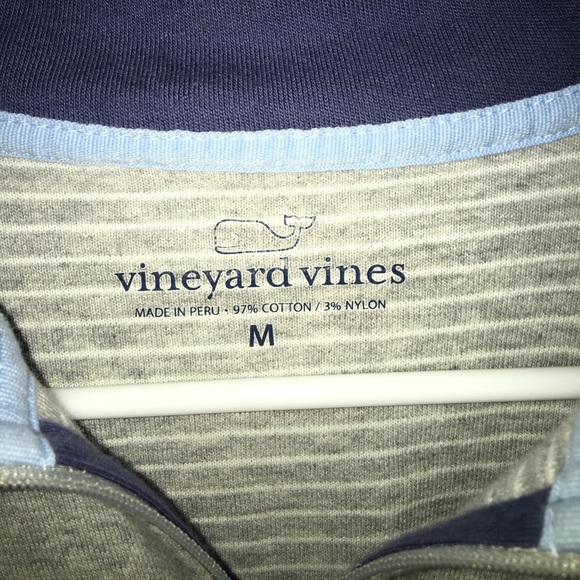 vineyard vines
MADE IN PERU • 97% COTTON / 3% NYLON
M